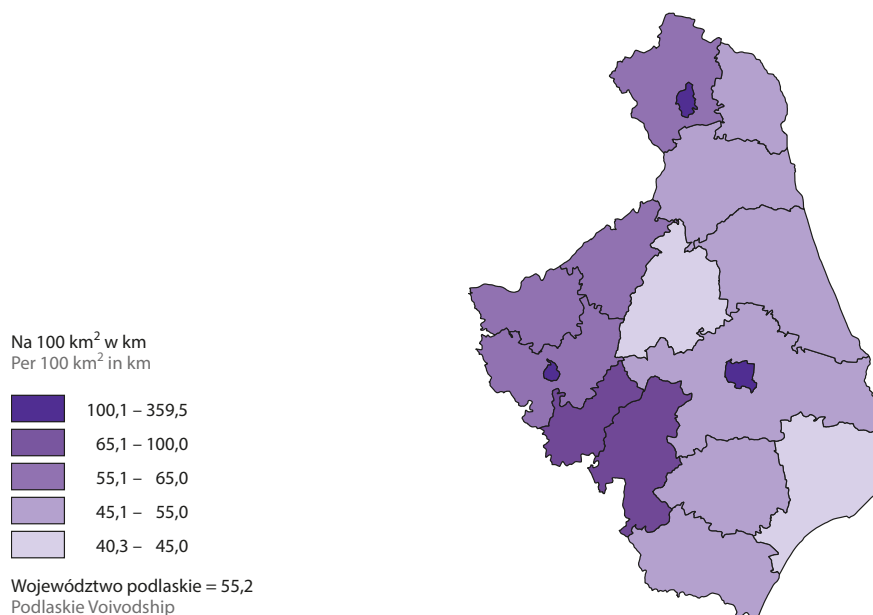 Na 100 km² w km
Per 100 km² in km
100,1 – 359,5
65,1 – 100,0
55,1 – 65,0
45,1 – 55,0
40,3 – 45,0
Województwo podlaskie = 55,2
Podlaskie Voivodship